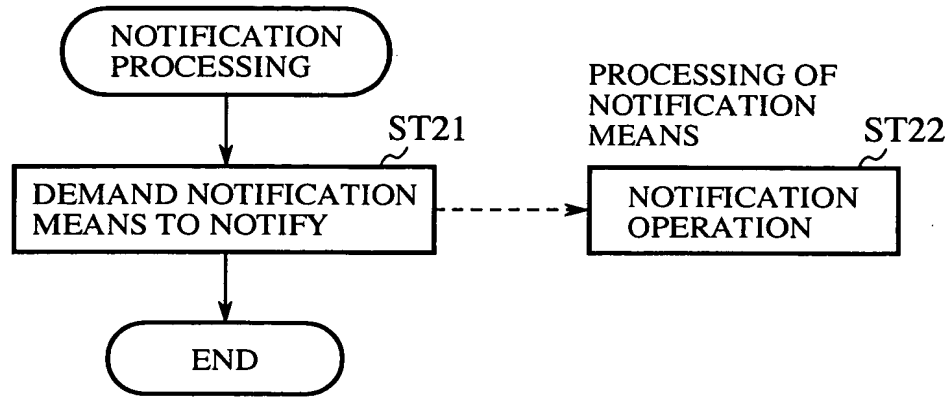 NOTIFICATION
PROCESSING
PROCESSING OF
NOTIFICATION
MEANS
ST21
ST22
DEMAND NOTIFICATION
MEANS TO NOTIFY
NOTIFICATION
OPERATION
END